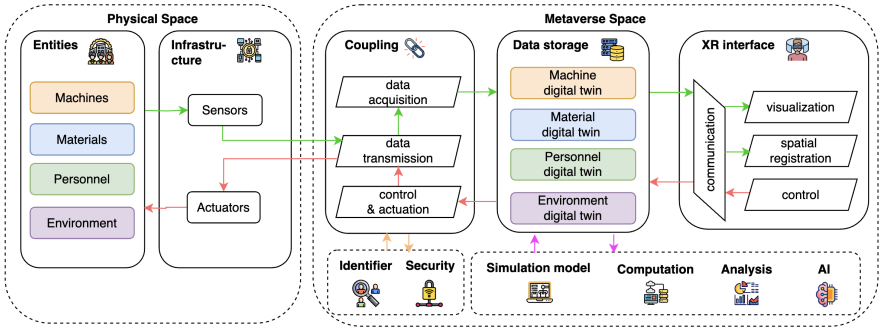 Physical Space
Metaverse Space
Entities
Infrastru-
cture
Coupling
Data storage
XR interface
Machines
Materials
Personnel
Environment
Sensors
Actuators
data
acquisition
data
transmission
control
& actuation
Machine
digital twin
Material
digital twin
Personnel
digital twin
Environment
digital twin
communication
visualization
spatial
registration
control
Identifier
Security
Simulation model
Computation
Analysis
AI